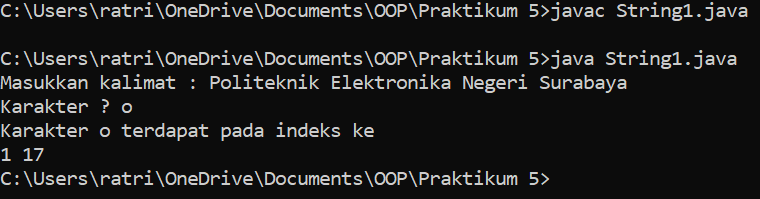 C:\Users\ratri\OneDrive\Documents\OOP\Praktikum 5>javac String1.java
C:\Users\ratri\OneDrive\Documents\OOP\Praktikum 5>java String1.java
Masukkan kalimat : Politeknik Elektronika Negeri Surabaya
Karakter ? o
Karakter o terdapat pada indeks ke
1 17
C:\Users\ratri\OneDrive\Documents\OOP\Praktikum 5>